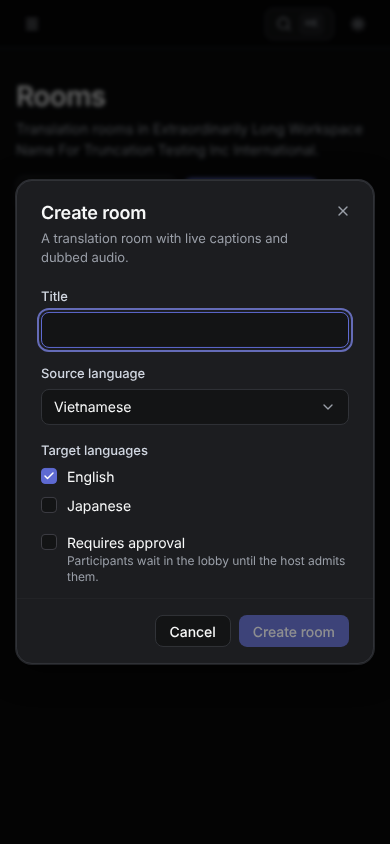 Rooms
Translation rooms in Extraordinarily Long Workspace
Name For Truncation Testing Inc International.
Create room
A translation room with live captions and
dubbed audio.
Title
Source language
Vietnamese
Target languages
English
Japanese
Requires approval
Participants wait in the lobby until the host admits
them.
Cancel
Create room